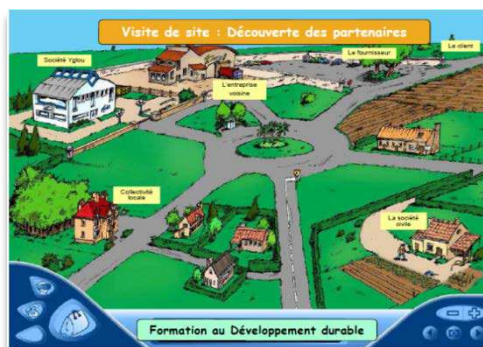 Visite de site : Découverte des partenaires
Le client
Société Yglou
Le fournisseur
L'entreprise
voisine
Collectivité
locale
La société
civile
Formation au Développement durable